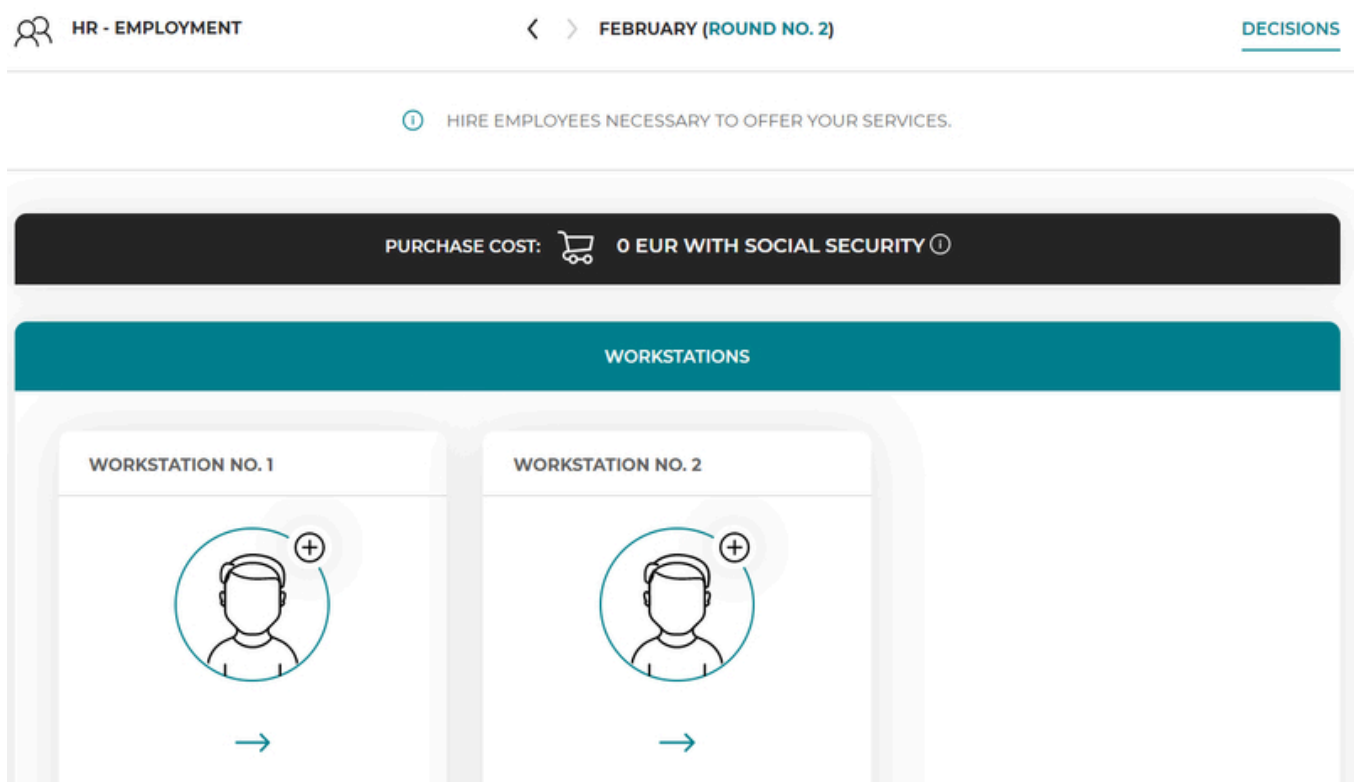 HR - EMPLOYMENT
FEBRUARY (ROUND NO. 2)
DECISIONS
HIRE EMPLOYEES NECESSARY TO OFFER YOUR SERVICES.
PURCHASE COST: 0 EUR WITH SOCIAL SECURITY
WORKSTATIONS
WORKSTATION NO. 1
WORKSTATION NO. 2